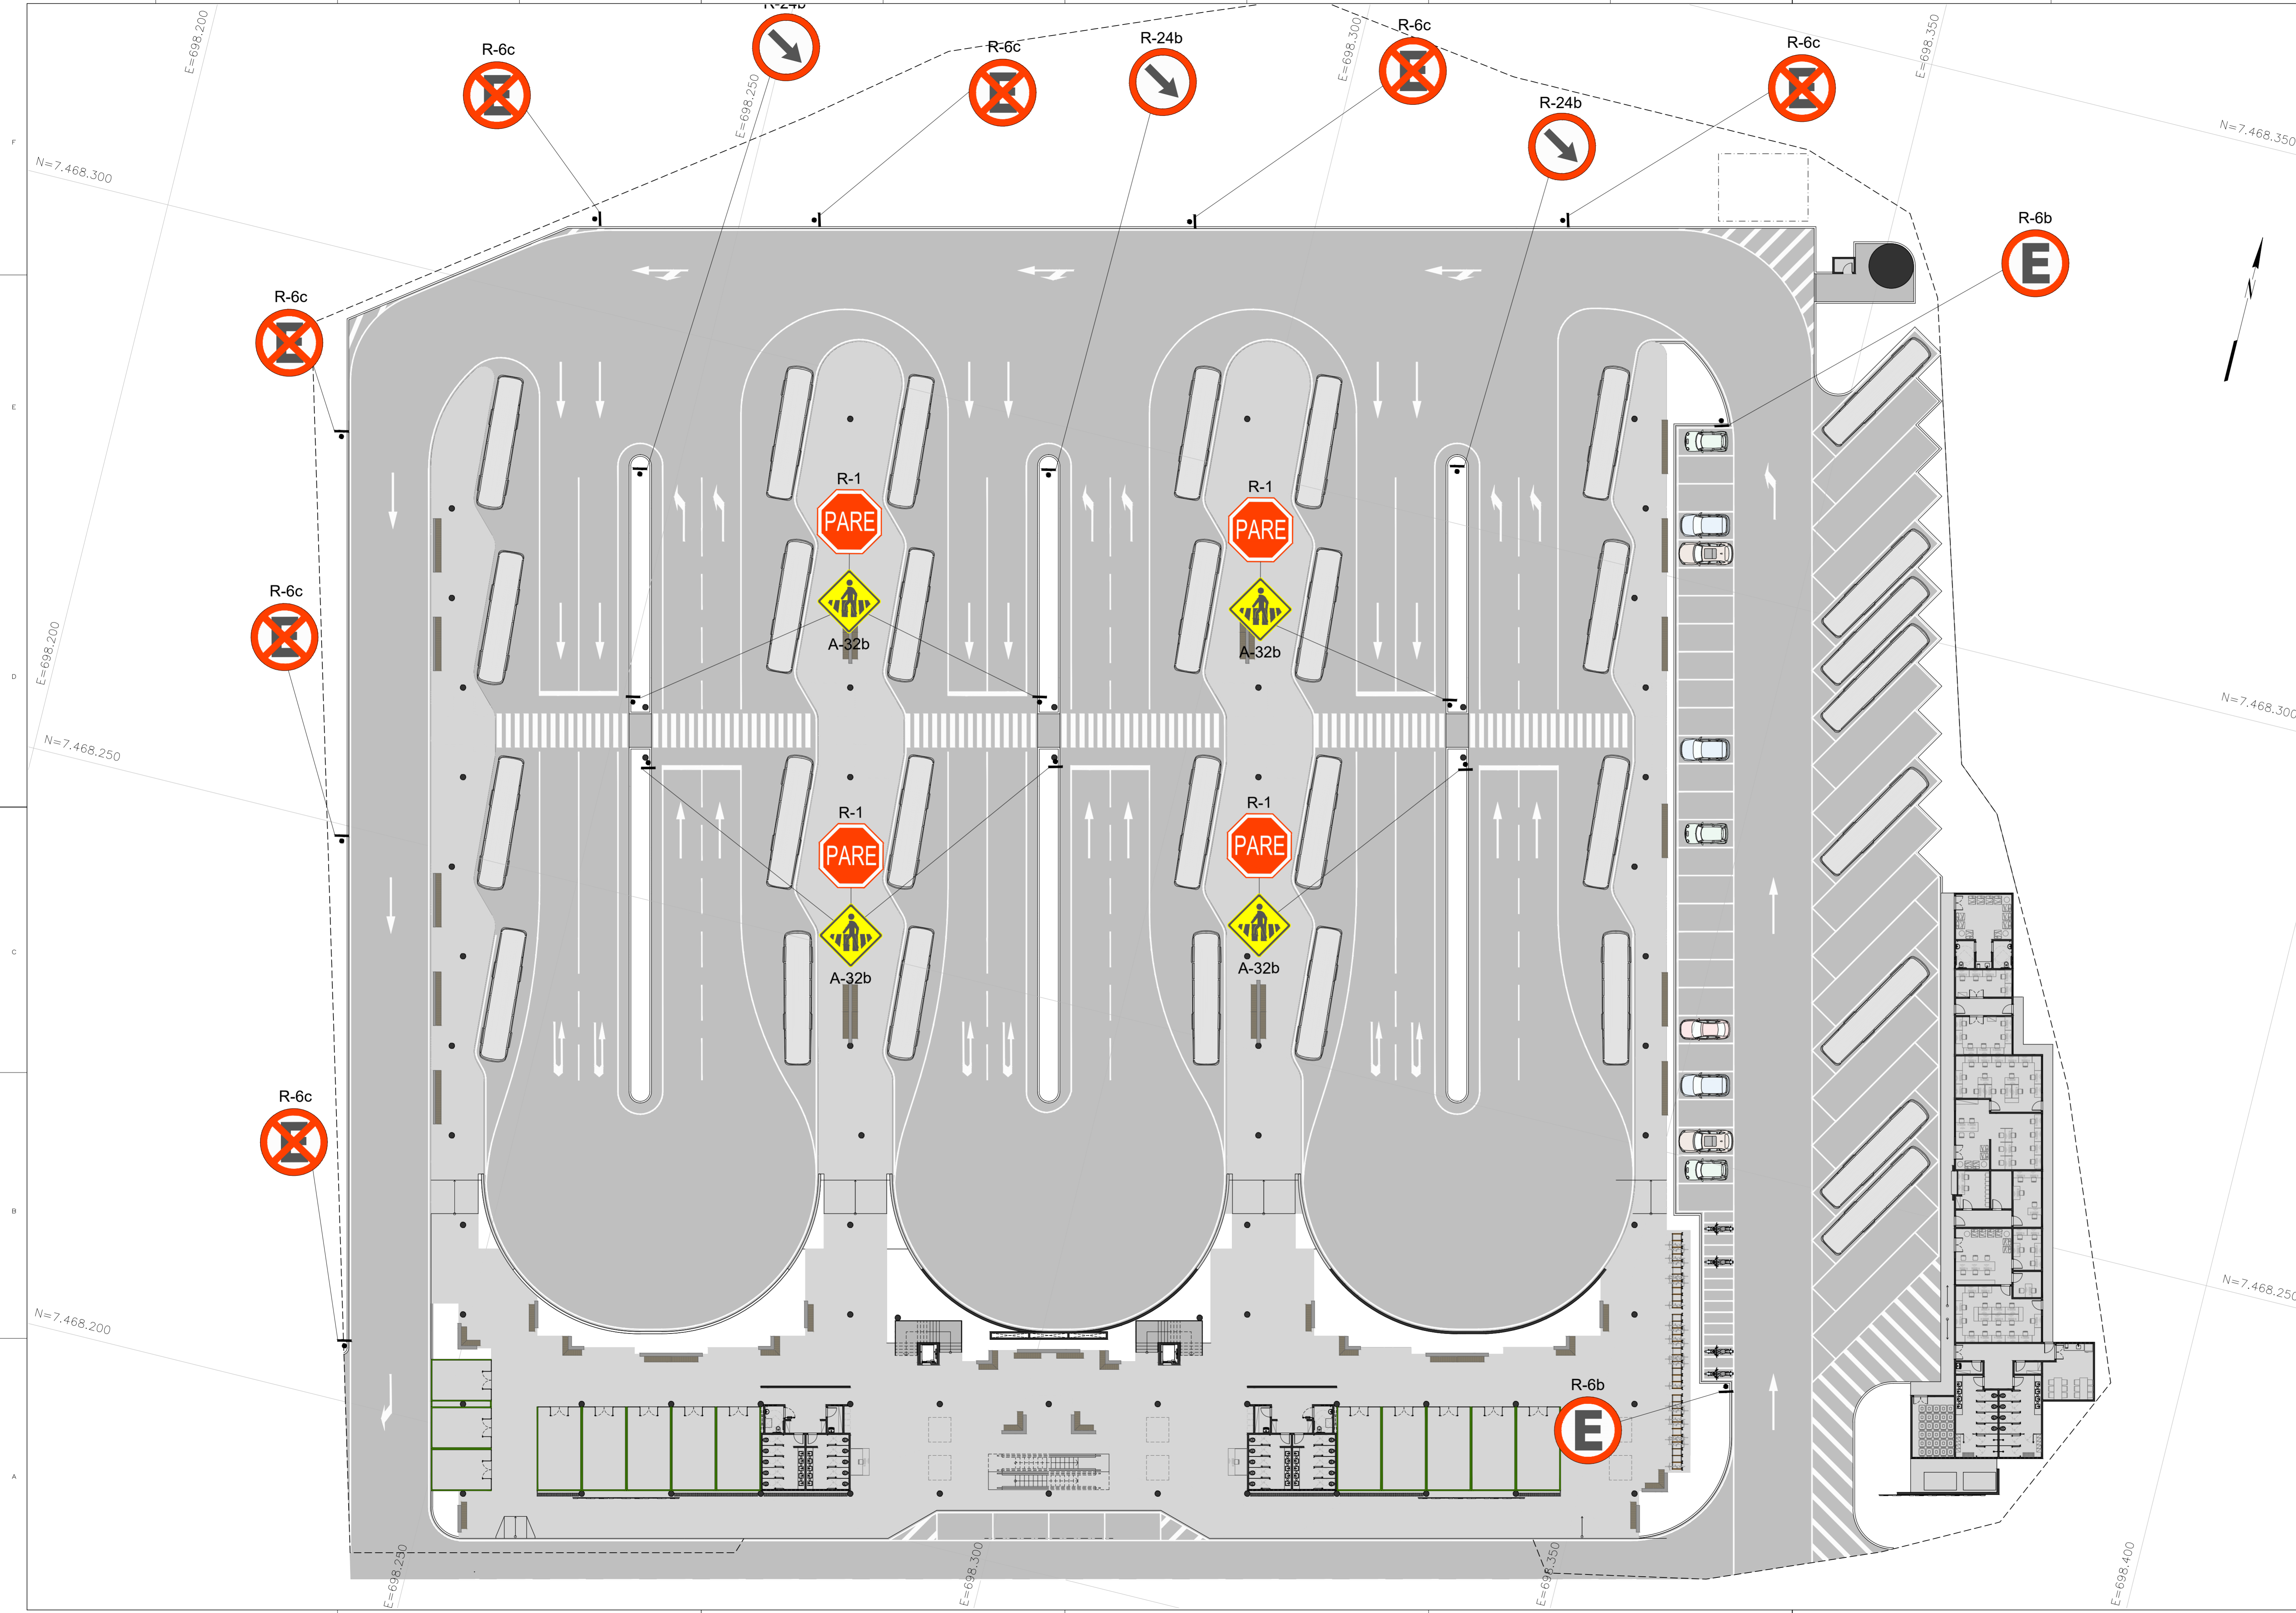 R-24b
R-6c
R-6c
R-24b
R-6c
R-24b
R-6c
E=698.200
E=698.250
E=698.300
E=698.350
E
E
E
E
F
N=7.468.300
N=7.468.350
R-6b
E
N
R-6c
E
E
R-1
PARE
R-1
PARE
R-6c
E
A-32b
A-32b
E=698.200
D
N=7.468.250
N=7.468.300
R-1
PARE
R-1
PARE
C
A-32b
A-32b
R-6c
E
B
N=7.468.200
N=7.468.250
R-6b
E
A
E=698.250
E=698.300
E=698.350
E=698.400